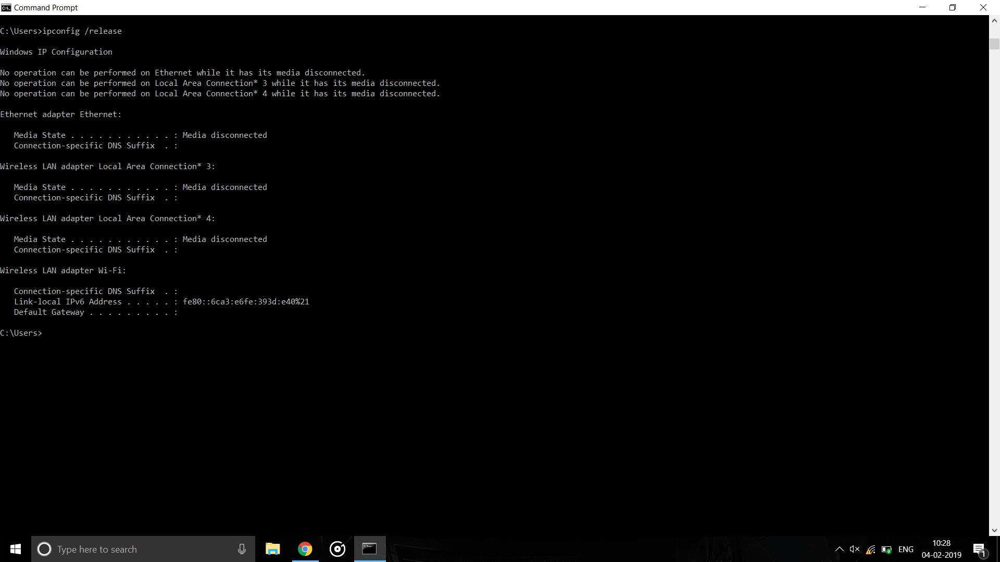 Command Prompt
C:\Users>ipconfig /release
Windows IP Configuration
No operation can be performed on Ethernet while it has its media disconnected.
No operation can be performed on Local Area Connection* 3 while it has its media disconnected.
No operation can be performed on Local Area Connection* 4 while it has its media disconnected.
Ethernet adapter Ethernet:
   Media State . . . . . . . . . . . : Media disconnected
   Connection-specific DNS Suffix  . :
Wireless LAN adapter Local Area Connection* 3:
   Media State . . . . . . . . . . . : Media disconnected
   Connection-specific DNS Suffix  . :
Wireless LAN adapter Local Area Connection* 4:
   Media State . . . . . . . . . . . : Media disconnected
   Connection-specific DNS Suffix  . :
Wireless LAN adapter Wi-Fi:
   Connection-specific DNS Suffix  . :
   Link-local IPv6 Address . . . . . : fe80::6ca3:e6fe:393d:e40%21
   Default Gateway . . . . . . . . . :
C:\Users>
Type here to search
ENG
10:28
04-02-2019
1